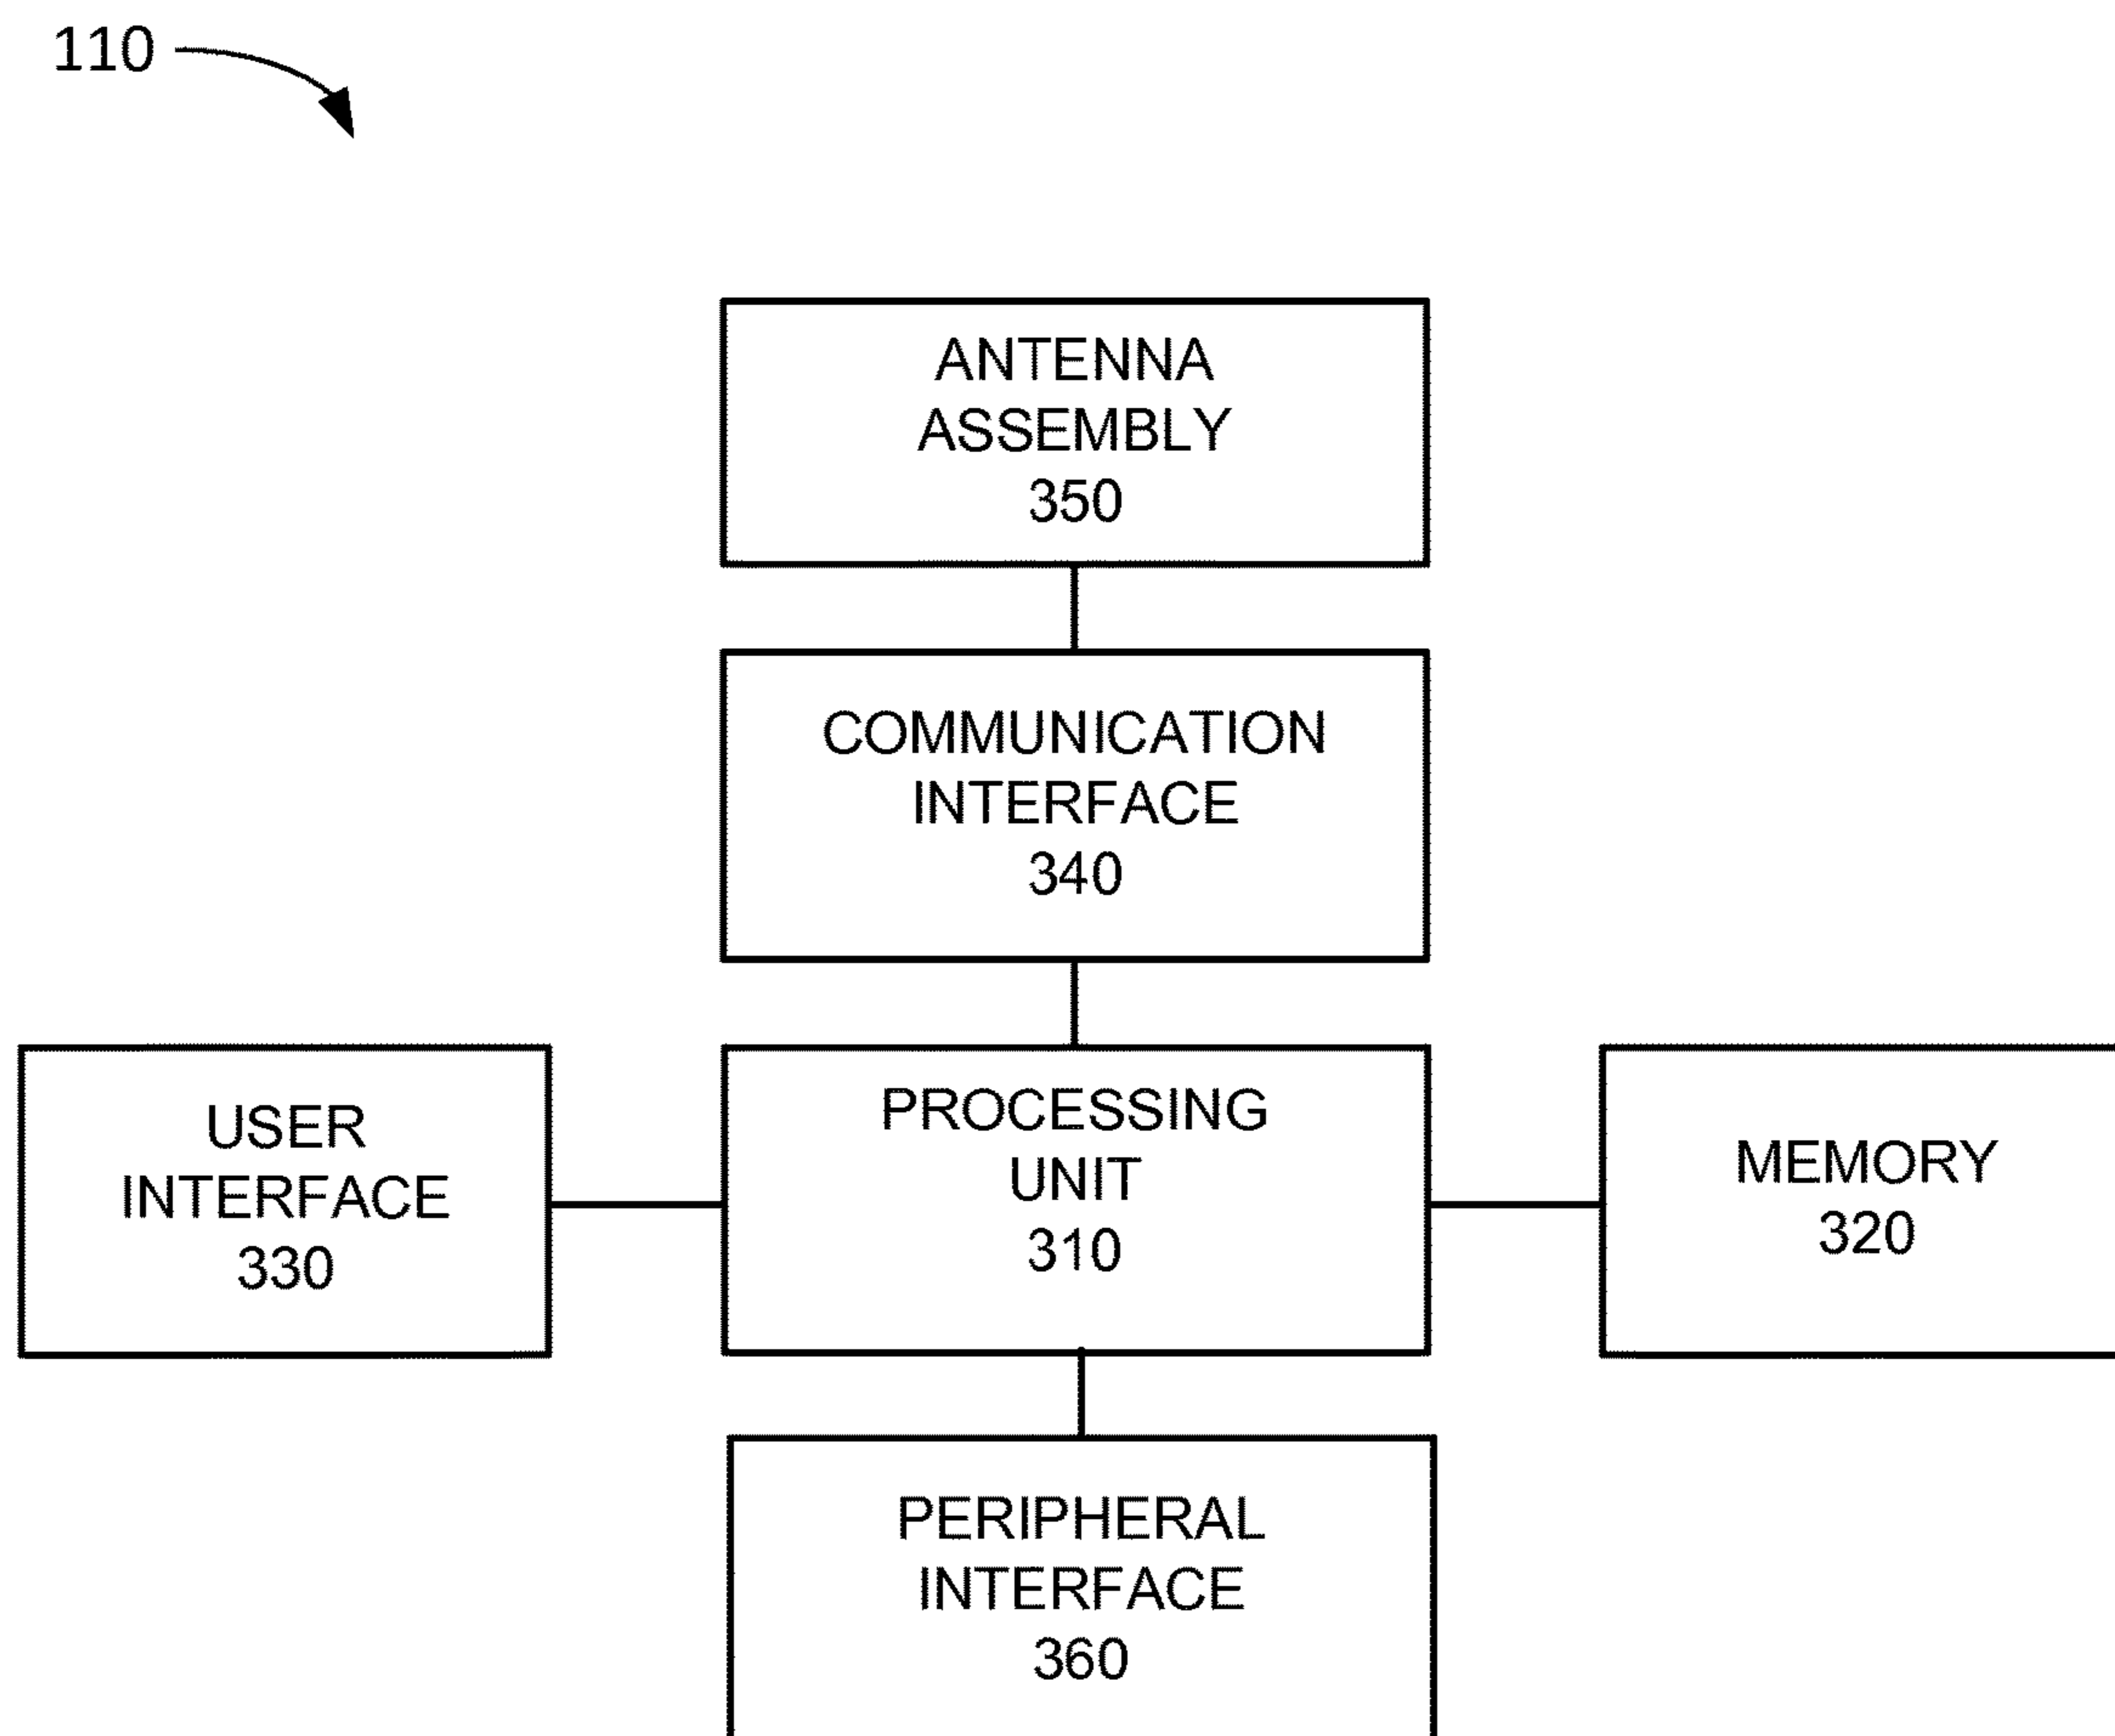 110
ANTENNA
ASSEMBLY
350
COMMUNICATION
INTERFACE
340
USER
INTERFACE
330
PROCESSING
UNIT
310
MEMORY
320
PERIPHERAL
INTERFACE
360